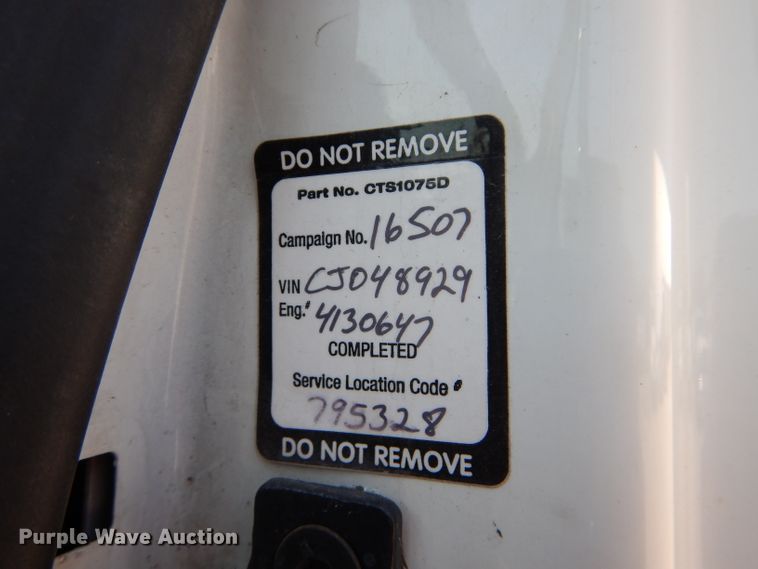 DO NOT REMOVE
Part No. CTS1075D
Campaign No. 16507
VIN CJ048929
Eng.# 4130647
COMPLETED
Service Location Code #
795328
DO NOT REMOVE
Purple Wave Auction®